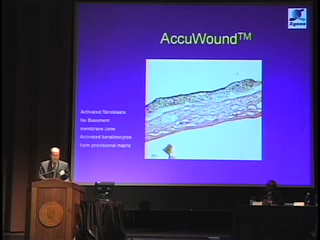 AccuWound™
Activated fibroblasts
No Basement
membrane zone
Activated keratinocytes
form provisional matrix